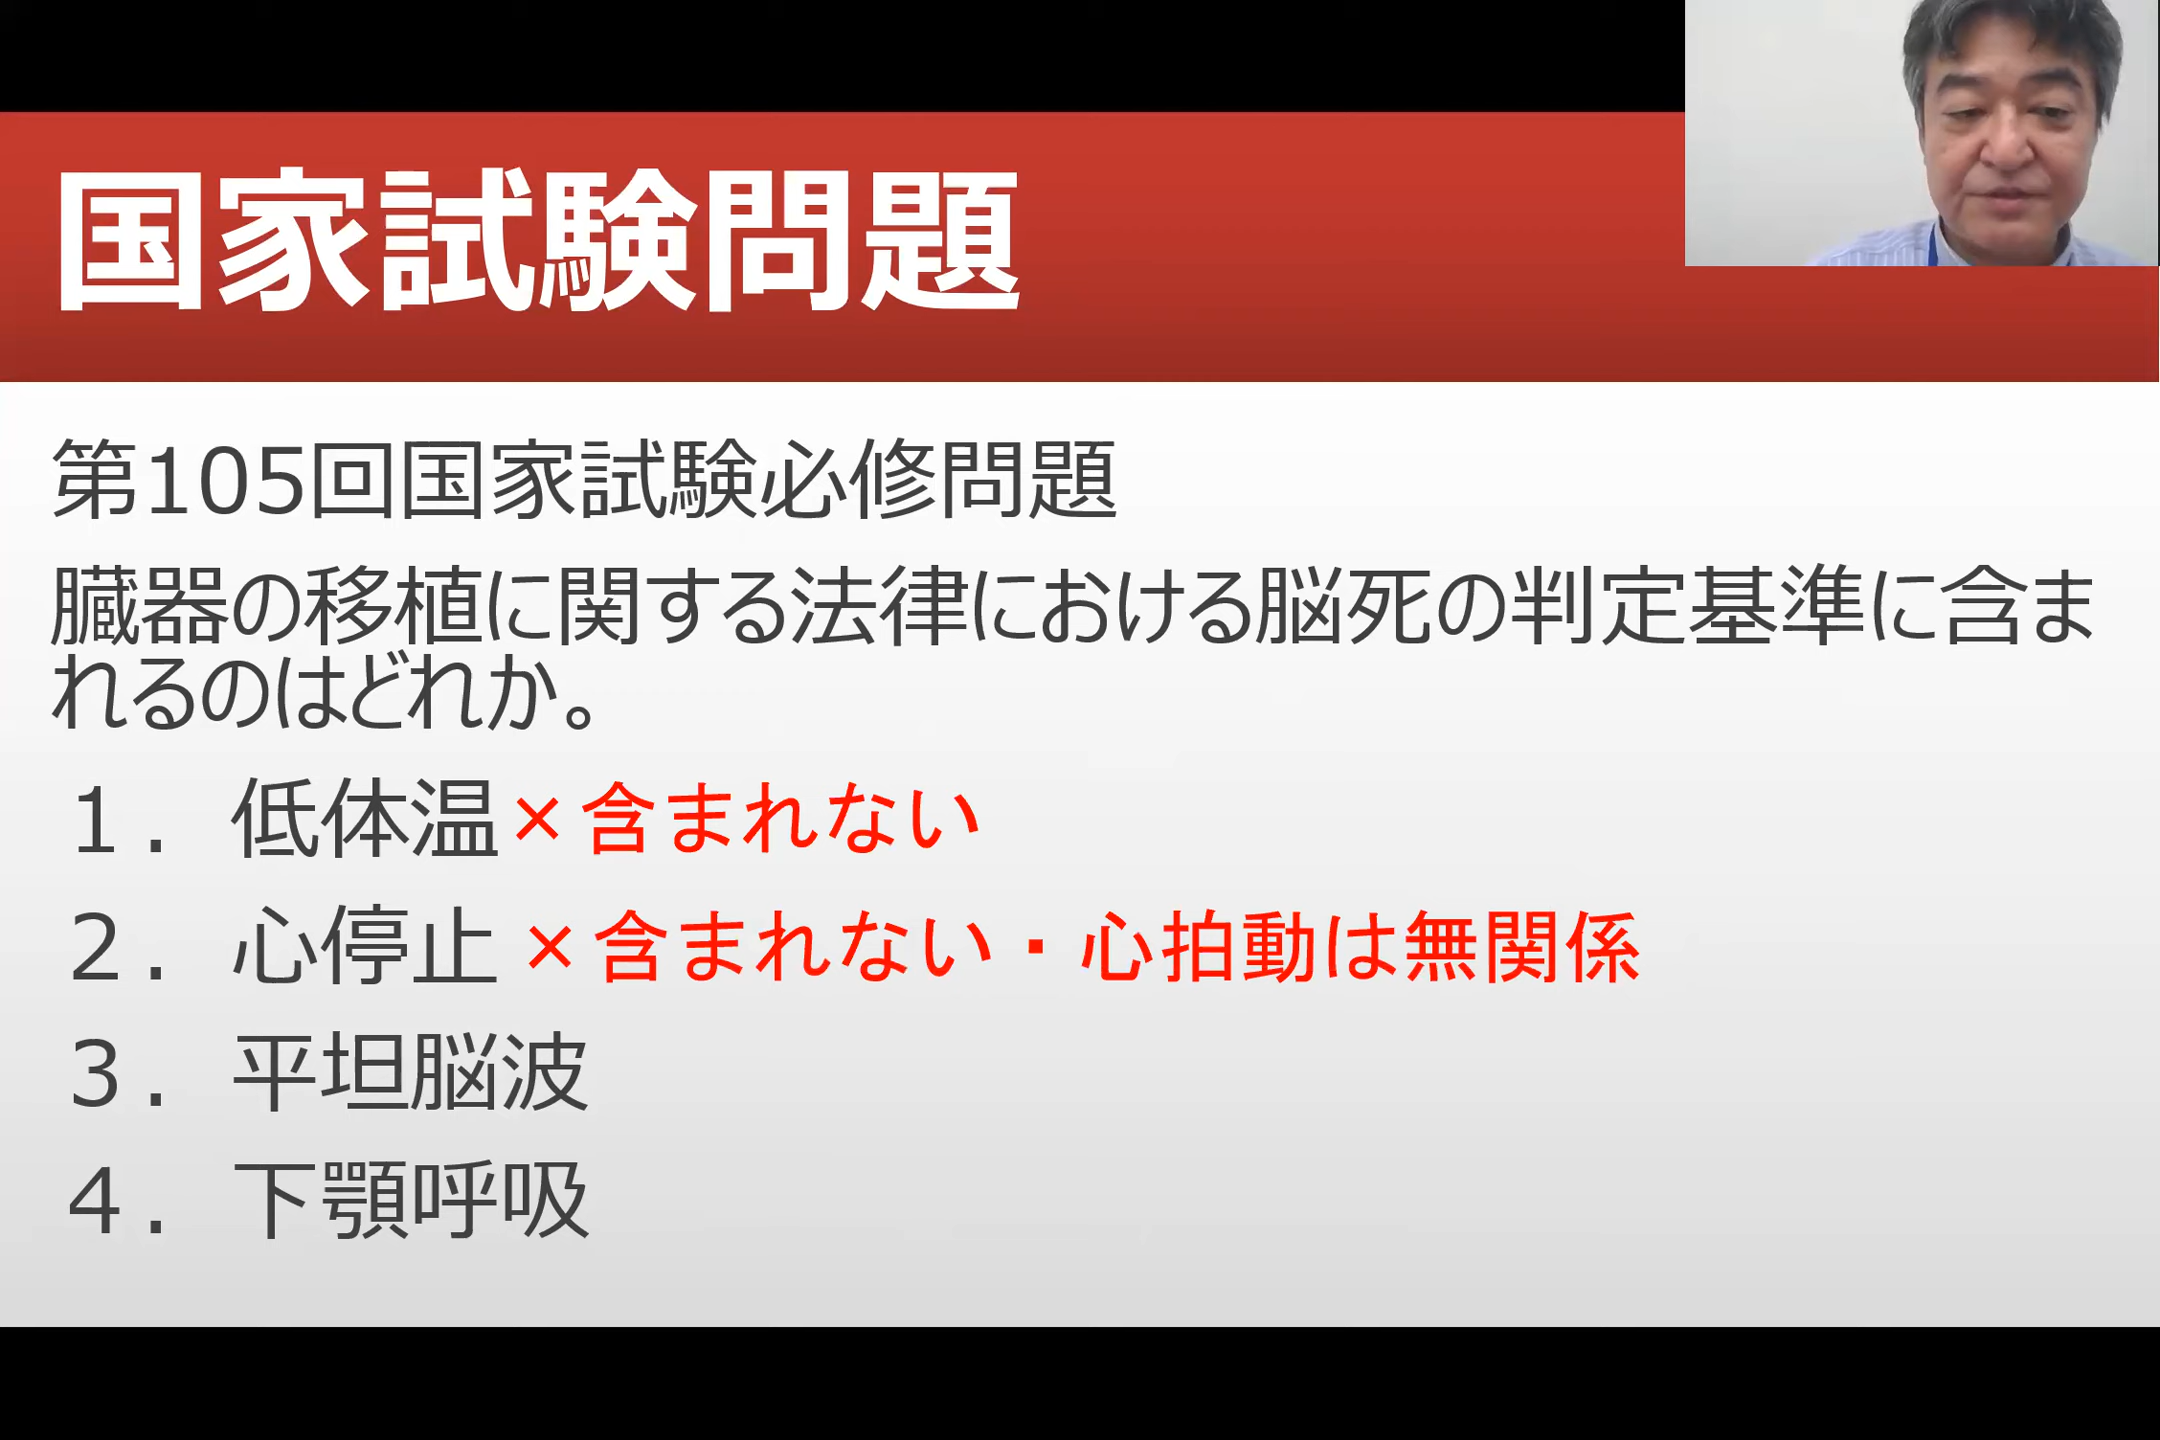 国家試験問題
第105回国家試験必修問題
臓器の移植に関する法律における脳死の判定基準に含ま
れるのはどれか。
１．低体温×含まれない
２．心停止 ×含まれない・心拍動は無関係
３．平坦脳波
４．下顎呼吸